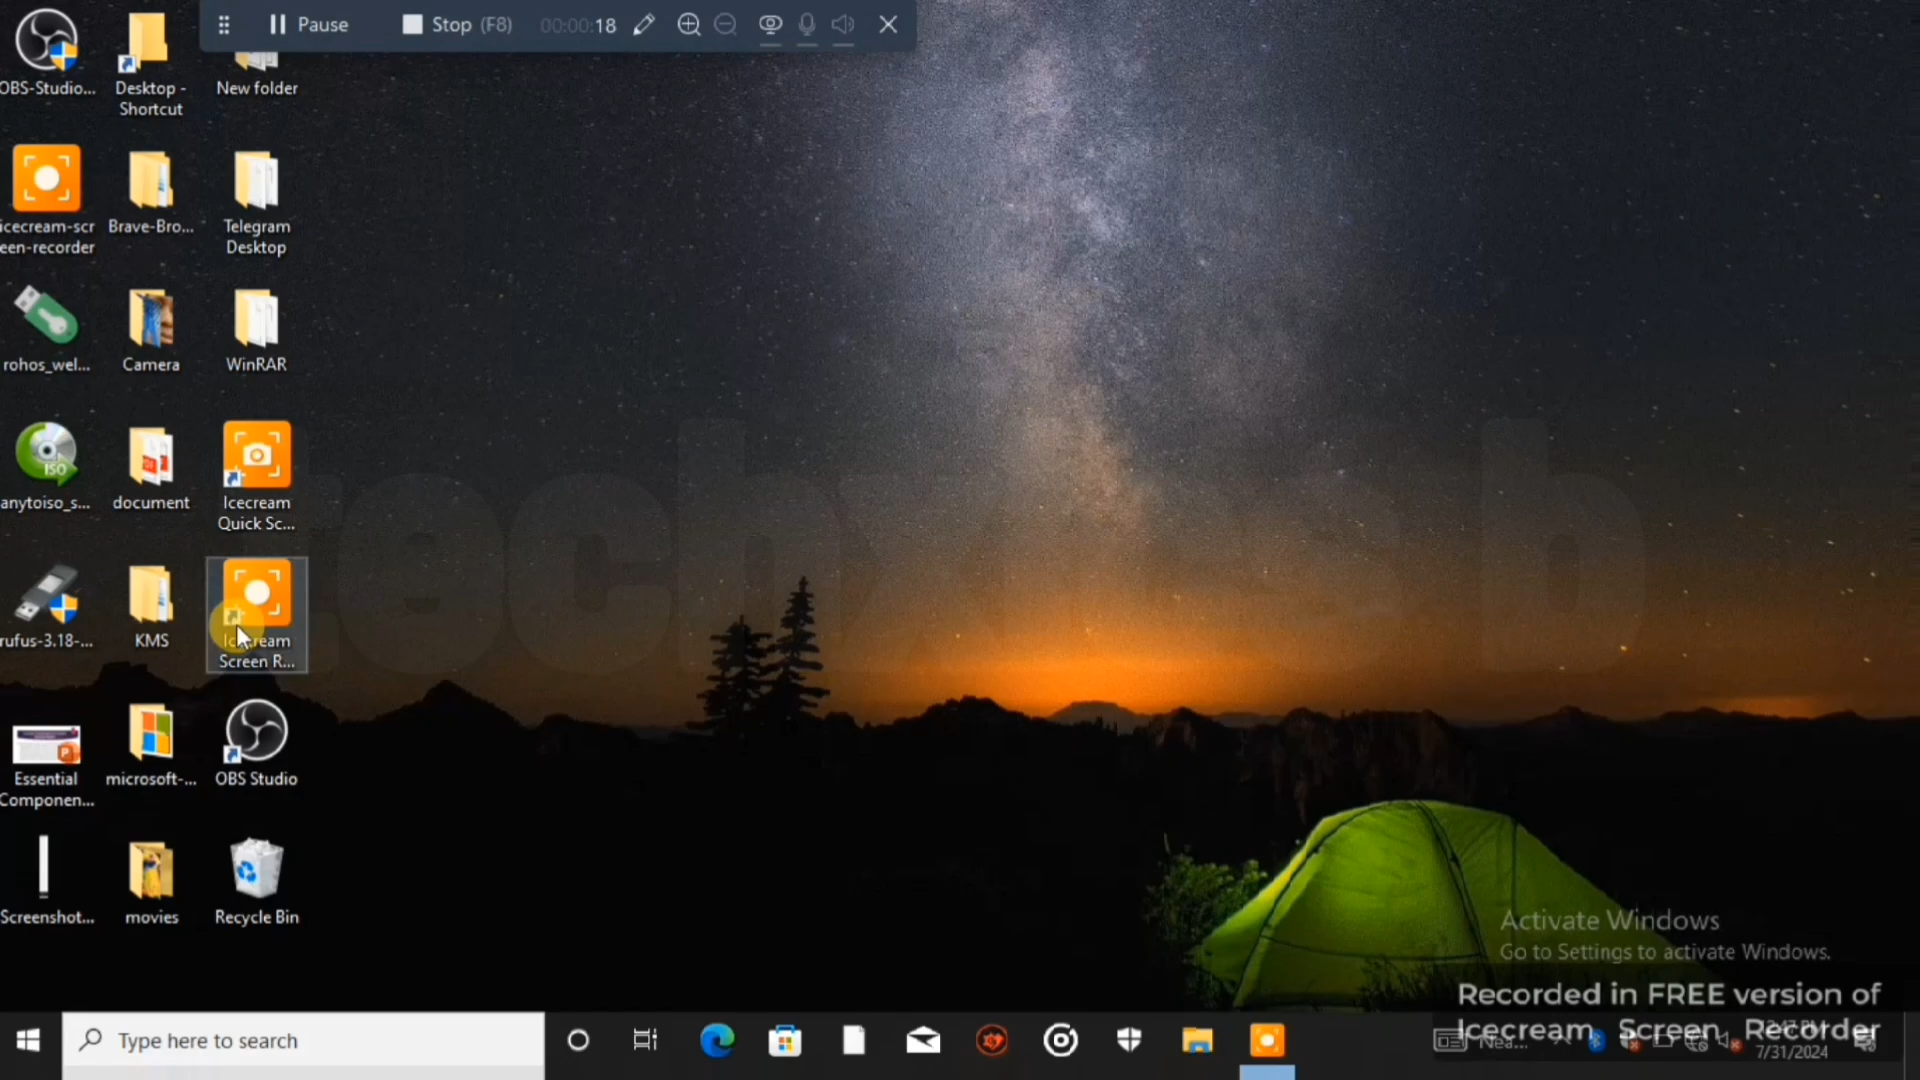 Pause
Stop (F8)
00:00:18
OBS-Studio...
Desktop -
Shortcut
New folder
icecream-scr
een-recorder
Brave-Bro...
Telegram
Desktop
rohos_wel...
Camera
WinRAR
anytoiso_s...
ISO
document
Icecream
Quick Sc...
rufus-3.18-...
KMS
Icecream
Screen R...
Essential
Componen...
microsoft-...
OBS Studio
Screenshot...
movies
Recycle Bin
Activate Windows
Go to Settings to activate Windows.
Recorded in FREE version of
Icecream Screen Recorder
Type here to search
7/31/2024